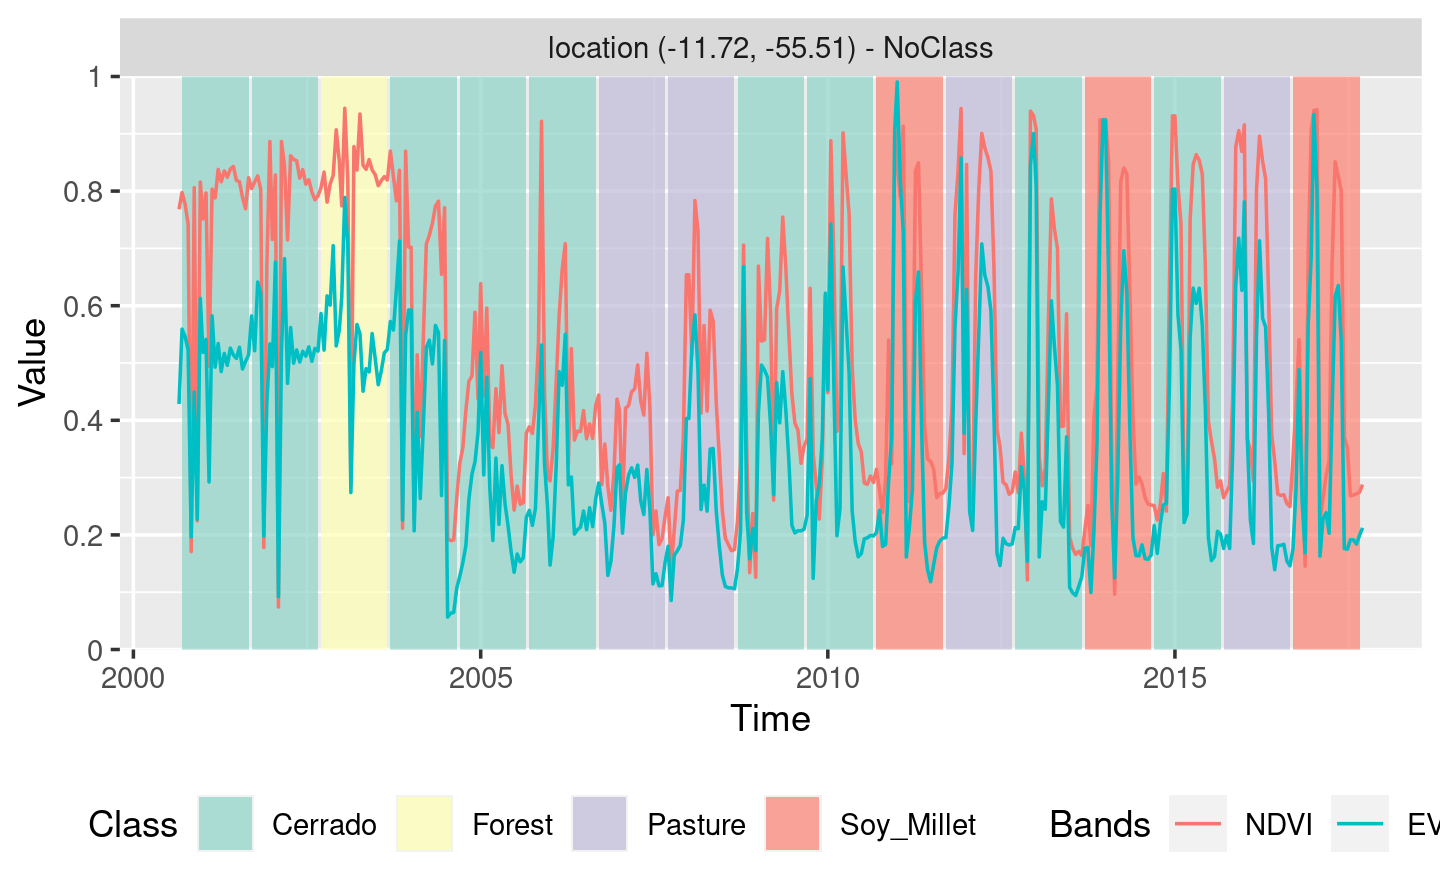 location (-11.72, -55.51) - NoClass
1
0.8
0.6
0.4
0.2
0
Value
2000 2005 2010 2015
Time
Class Cerrado Forest Pasture Soy_Millet Bands NDVI EV